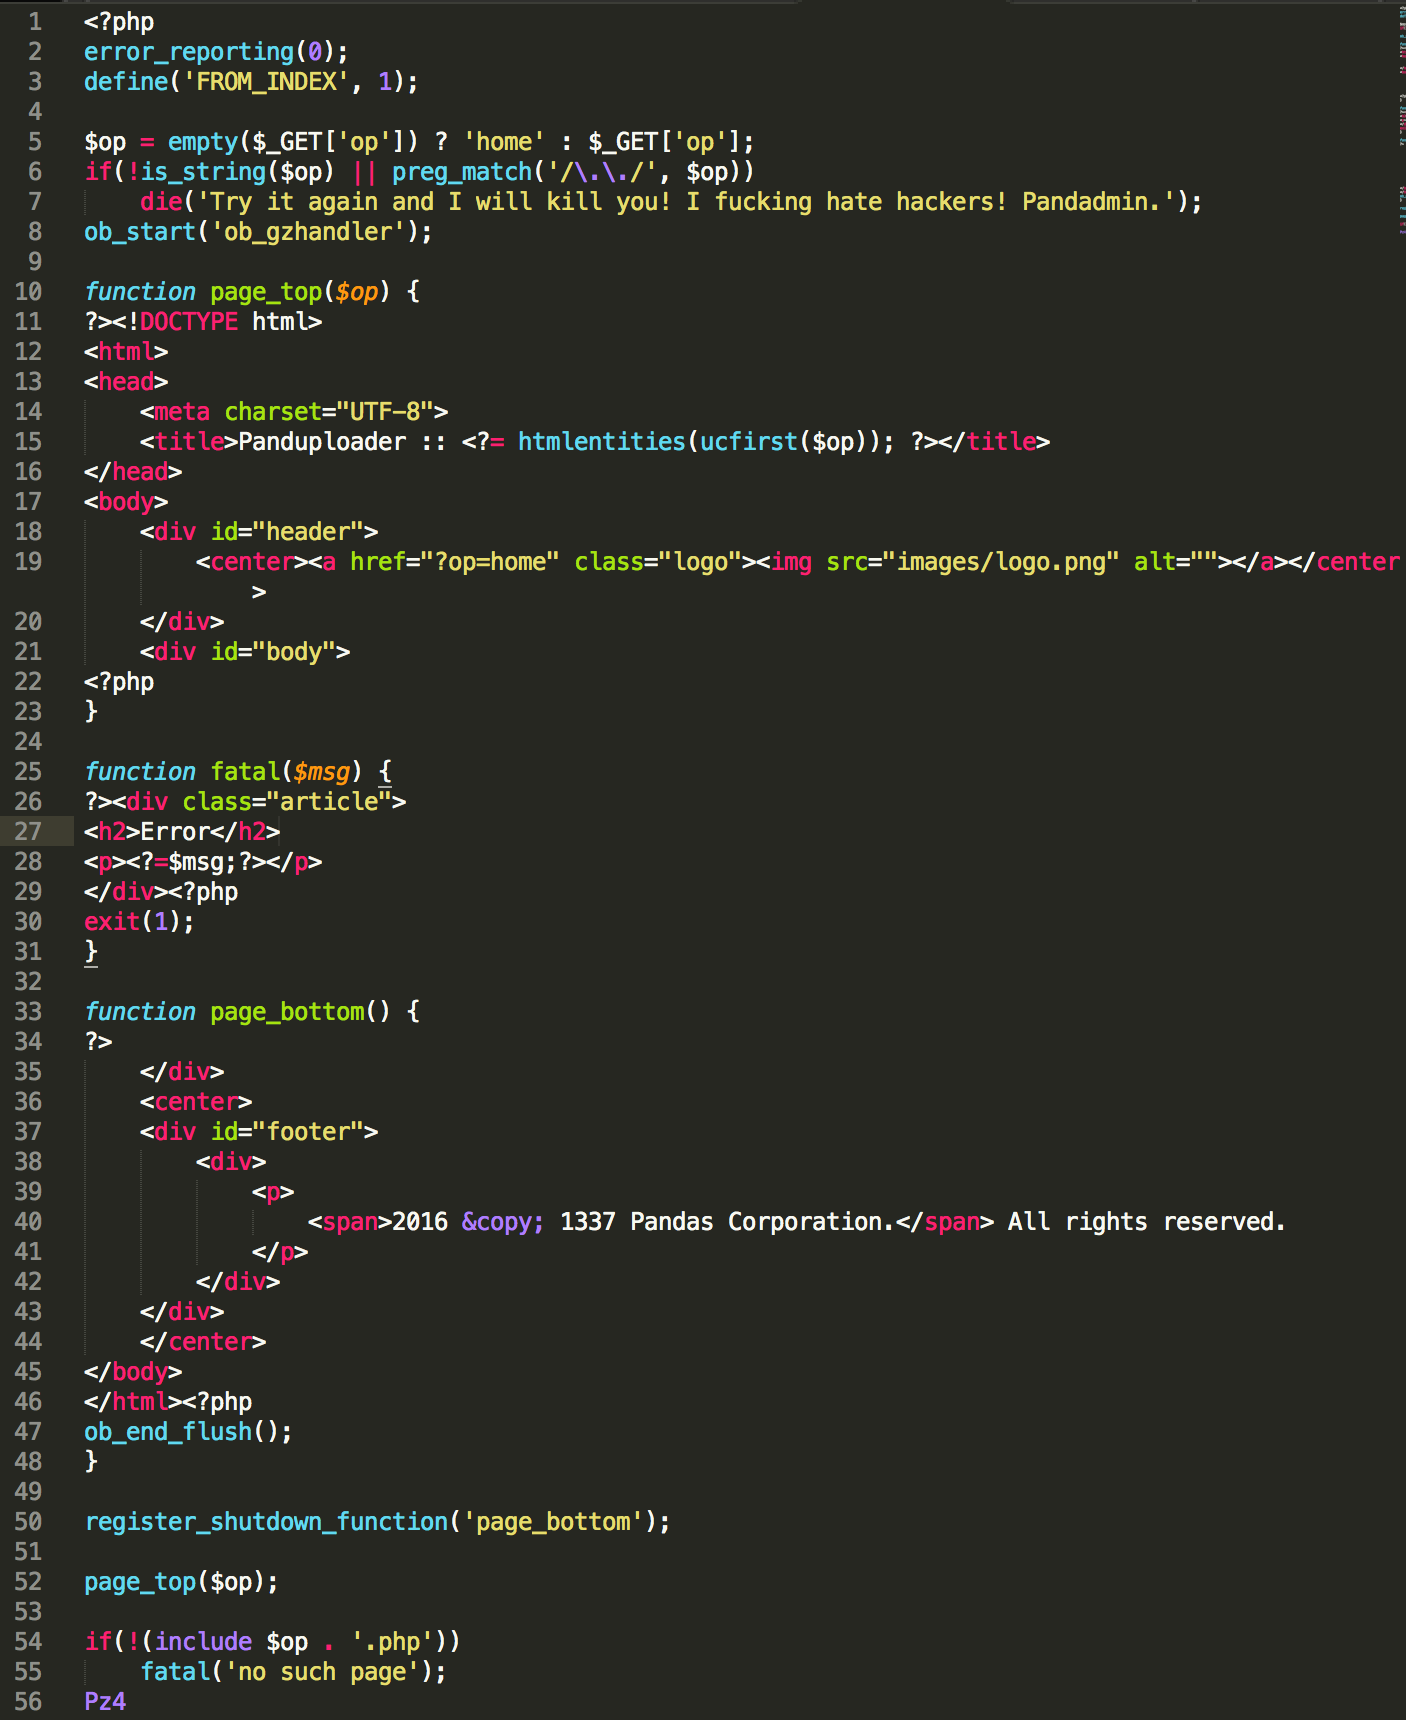 1 <?php
2 error_reporting(0);
3 define('FROM_INDEX', 1);
4
5 $op = empty($_GET['op']) ? 'home' : $_GET['op'];
6 if(!is_string($op) || preg_match('/\.\./', $op))
7     die('Try it again and I will kill you! I fucking hate hackers! Pandadmin.');
8 ob_start('ob_gzhandler');
9
10 function page_top($op) {
11 ?><!DOCTYPE html>
12 <html>
13 <head>
14     <meta charset="UTF-8">
15     <title>Panduploader :: <?= htmlentities(ucfirst($op)); ?></title>
16 </head>
17 <body>
18     <div id="header">
19         <center><a href="?op=home" class="logo"><img src="images/logo.png" alt=""></a></center
>
20     </div>
21     <div id="body">
22 <?php
23 }
24
25 function fatal($msg) {
26 ?><div class="article">
27 <h2>Error</h2>
28 <p><?=$msg;?></p>
29 </div><?php
30 exit(1);
31 }
32
33 function page_bottom() {
34 ?>
35     </div>
36     <center>
37     <div id="footer">
38         <div>
39             <p>
40                 <span>2016 &copy; 1337 Pandas Corporation.</span> All rights reserved.
41             </p>
42         </div>
43     </div>
44     </center>
45 </body>
46 </html><?php
47 ob_end_flush();
48 }
49
50 register_shutdown_function('page_bottom');
51
52 page_top($op);
53
54 if(!(include $op . '.php'))
55     fatal('no such page');
56 Pz4